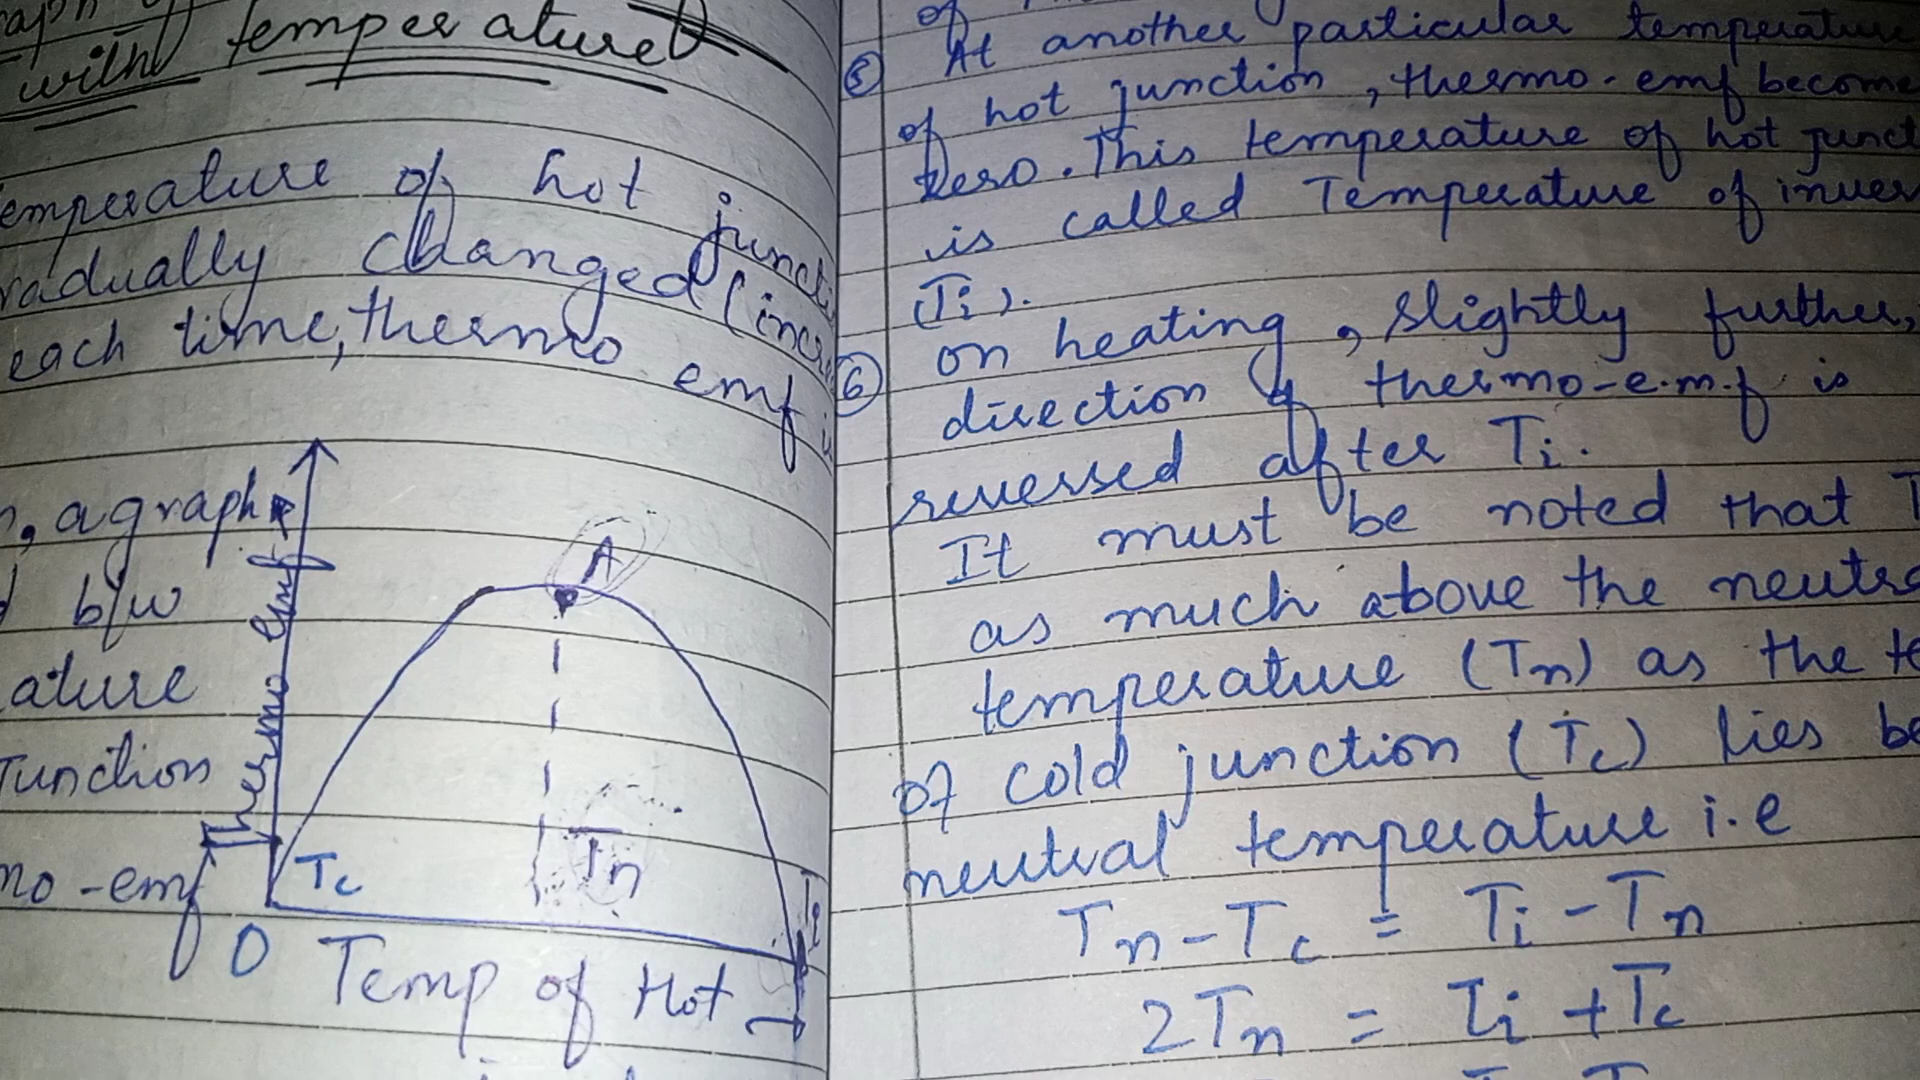 with temperature
emperature of hot juncti
radually changed (incre
each time, thermo emf i
, a graph
b/w
ature
Junction
mo-emf
Thermo emf
A
Tc
Tn
Ti
O
Temp of Hot
of
⑤ At another particular temperature
of hot junction, thermo-emf become
zero. This temperature of hot junct
is called Temperature of inver
(Ti).
⑥ on heating, slightly further,
direction of thermo-e.m.f is
reversed after Ti.
It must be noted that T
as much above the neutra
temperature (Tn) as the te
of cold junction (Tc) lies be
neutral temperature i.e
Tn - Tc = Ti - Tn
2Tn = Ti + Tc